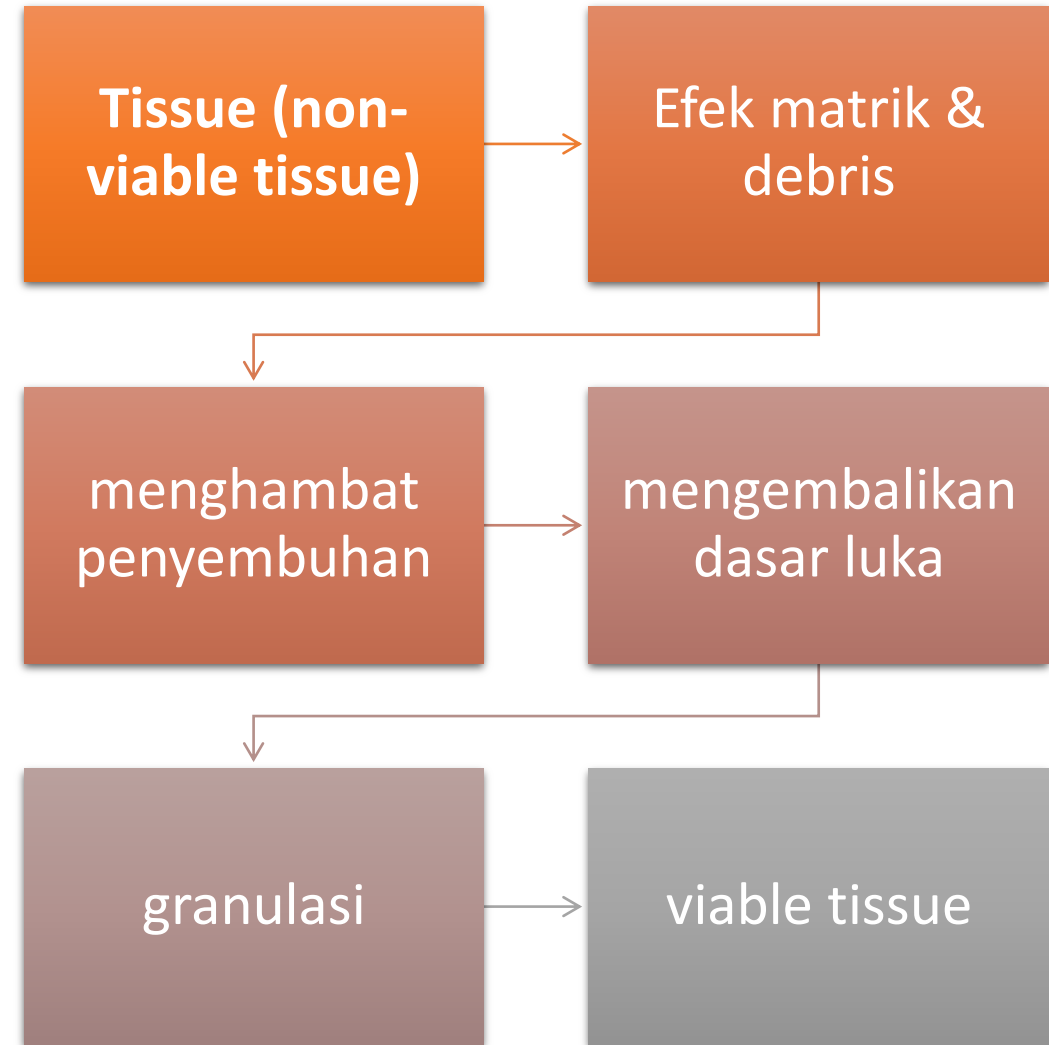 Tissue (non-
viable tissue)
Efek matrik &
debris
menghambat
penyembuhan
mengembalikan
dasar luka
granulasi
viable tissue